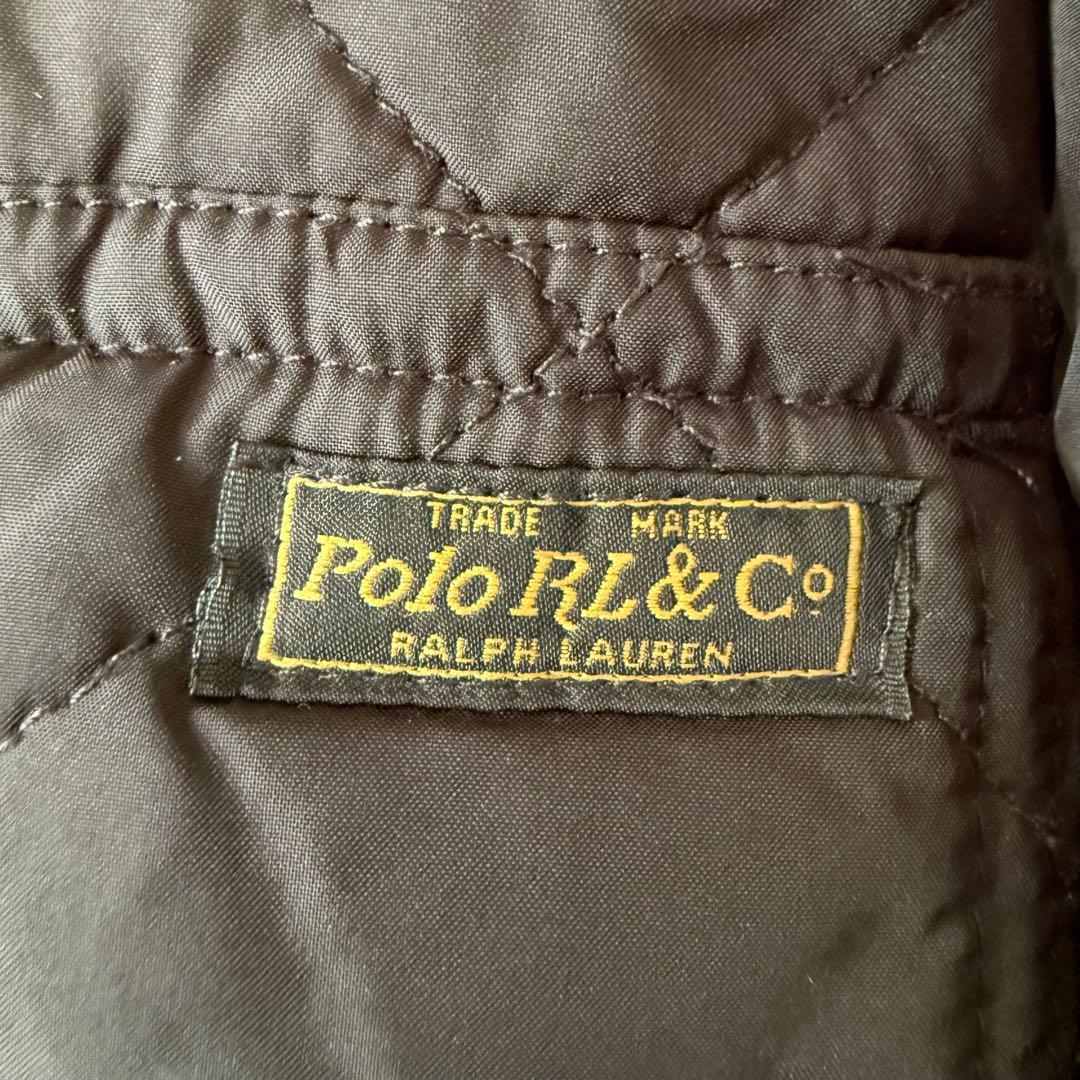 TRADE MARK
Polo RL & Cº
RALPH LAUREN